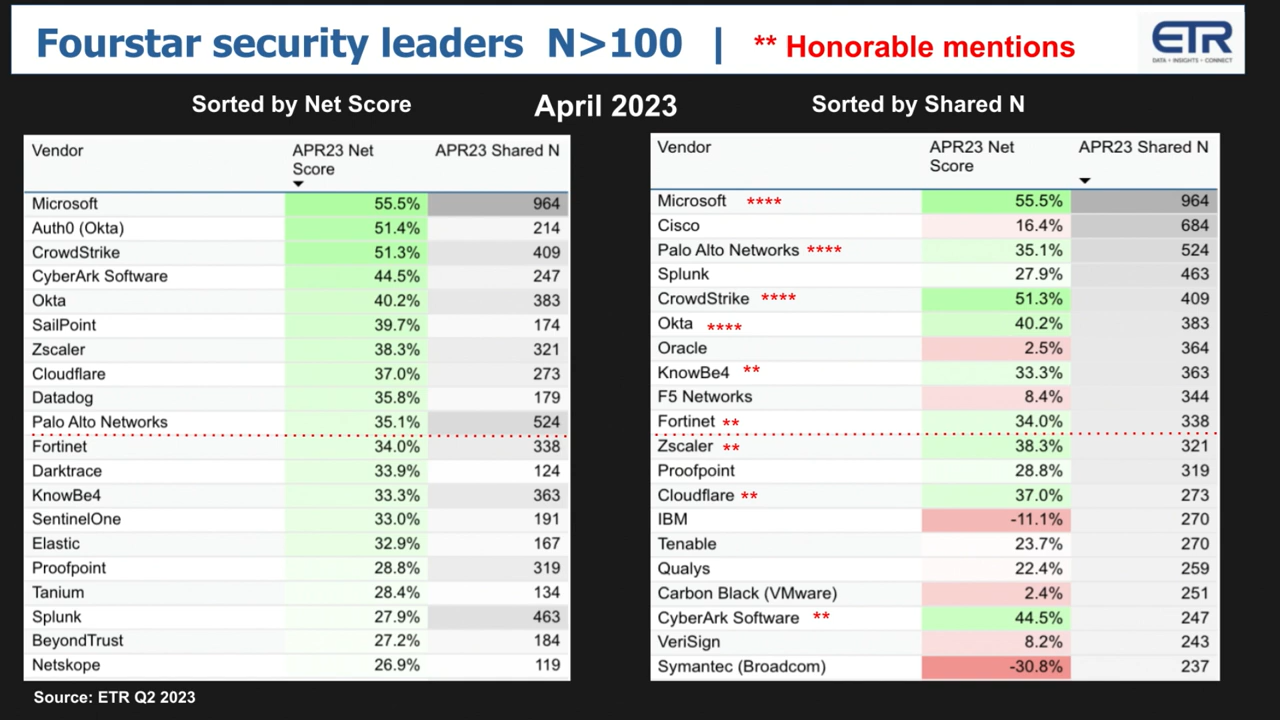 Fourstar security leaders N>100 | ** Honorable mentions
ETR
DATA • INSIGHTS • CONNECT
Sorted by Net Score
April 2023
Sorted by Shared N
Vendor APR23 Net Score APR23 Shared N
Microsoft 55.5% 964
Auth0 (Okta) 51.4% 214
CrowdStrike 51.3% 409
CyberArk Software 44.5% 247
Okta 40.2% 383
SailPoint 39.7% 174
Zscaler 38.3% 321
Cloudflare 37.0% 273
Datadog 35.8% 179
Palo Alto Networks 35.1% 524
Fortinet 34.0% 338
Darktrace 33.9% 124
KnowBe4 33.3% 363
SentinelOne 33.0% 191
Elastic 32.9% 167
Proofpoint 28.8% 319
Tanium 28.4% 134
Splunk 27.9% 463
BeyondTrust 27.2% 184
Netskope 26.9% 119
Vendor APR23 Net Score APR23 Shared N
Microsoft **** 55.5% 964
Cisco 16.4% 684
Palo Alto Networks **** 35.1% 524
Splunk 27.9% 463
CrowdStrike **** 51.3% 409
Okta **** 40.2% 383
Oracle 2.5% 364
KnowBe4 ** 33.3% 363
F5 Networks 8.4% 344
Fortinet ** 34.0% 338
Zscaler ** 38.3% 321
Proofpoint 28.8% 319
Cloudflare ** 37.0% 273
IBM -11.1% 270
Tenable 23.7% 270
Qualys 22.4% 259
Carbon Black (VMware) 2.4% 251
CyberArk Software ** 44.5% 247
VeriSign 8.2% 243
Symantec (Broadcom) -30.8% 237
Source: ETR Q2 2023